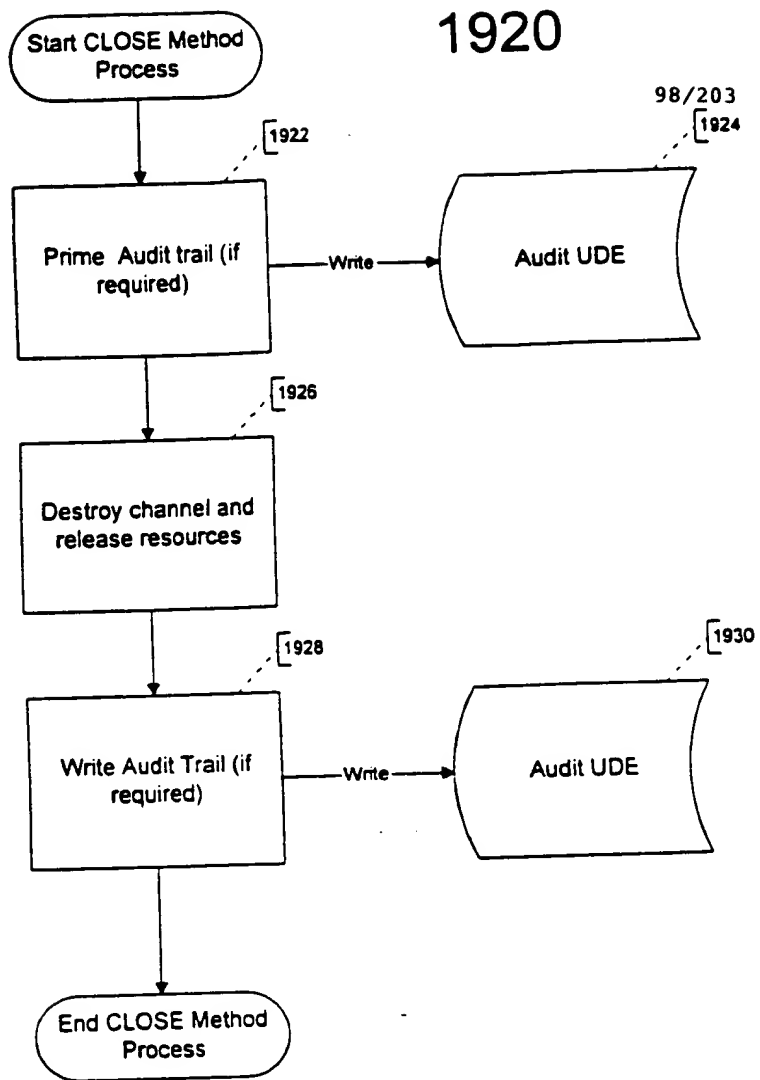 1920
Start CLOSE Method
Process
98/203
1922
1924
Prime Audit trail (if
required)
Write
Audit UDE
1926
Destroy channel and
release resources
1928
1930
Write Audit Trail (if
required)
Write
Audit UDE
End CLOSE Method
Process